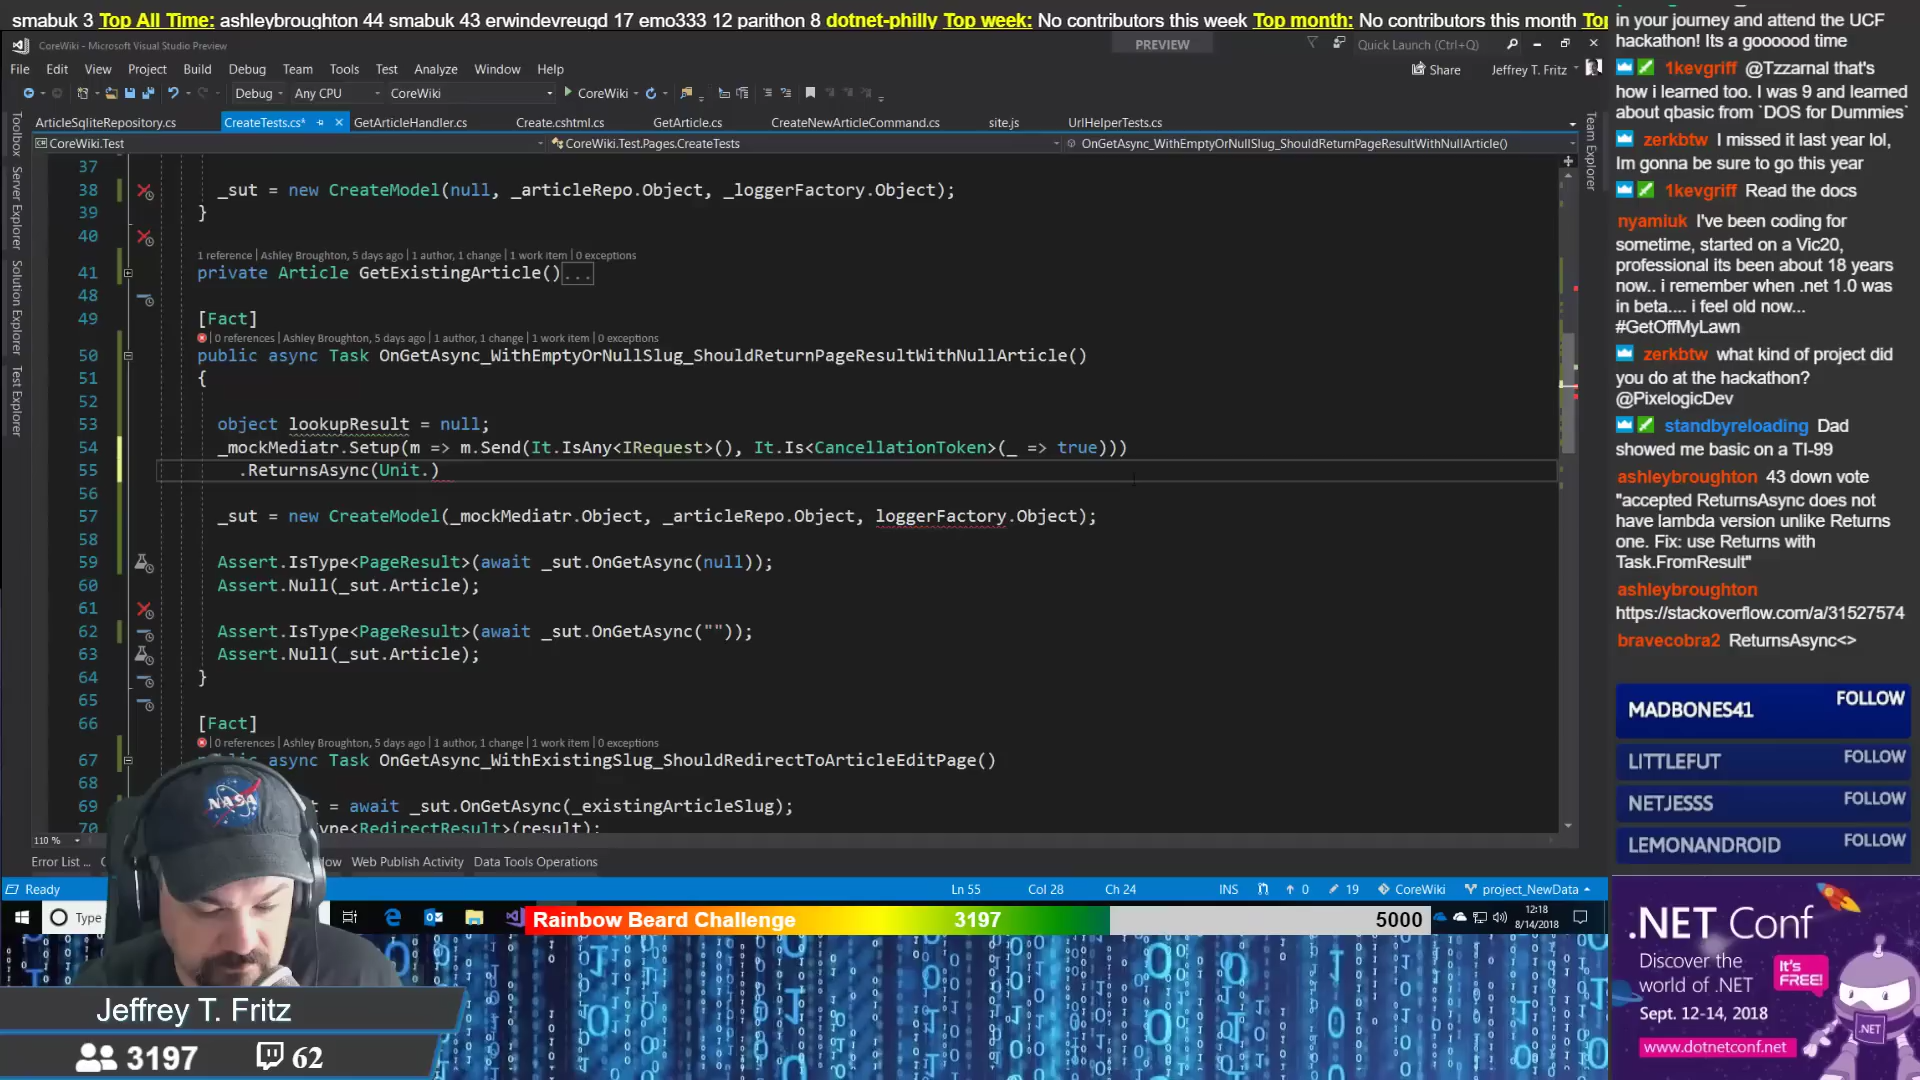 smabuk 3 Top All Time: ashleybroughton 44 smabuk 43 erwindevreugd 17 emo333 12 parithon 8 dotnet-philly Top week: No contributors this week Top month: No contributors this month Top
CoreWiki - Microsoft Visual Studio Preview
PREVIEW
Quick Launch (Ctrl+Q)
File Edit View Project Build Debug Team Tools Test Analyze Window Help
Share Jeffrey T. Fritz
Debug Any CPU CoreWiki CoreWiki
ArticleSqliteRepository.cs CreateTests.cs* GetArticleHandler.cs Create.cshtml.cs GetArticle.cs CreateNewArticleCommand.cs site.js UrlHelperTests.cs
CoreWiki.Test CoreWiki.Test.Pages.CreateTests OnGetAsync_WithEmptyOrNullSlug_ShouldReturnPageResultWithNullArticle()
Toolbox
Server Explorer
Solution Explorer
Test Explorer
Team Explorer
37
38 _sut = new CreateModel(null, _articleRepo.Object, _loggerFactory.Object);
39 }
40
1 reference | Ashley Broughton, 5 days ago | 1 author, 1 change | 1 work item | 0 exceptions
41 private Article GetExistingArticle()...
48
49 [Fact]
0 references | Ashley Broughton, 5 days ago | 1 author, 1 change | 1 work item | 0 exceptions
50 public async Task OnGetAsync_WithEmptyOrNullSlug_ShouldReturnPageResultWithNullArticle()
51 {
52
53 object lookupResult = null;
54 _mockMediatr.Setup(m => m.Send(It.IsAny<IRequest>(), It.Is<CancellationToken>(_ => true)))
55 .ReturnsAsync(Unit.)
56
57 _sut = new CreateModel(_mockMediatr.Object, _articleRepo.Object, loggerFactory.Object);
58
59 Assert.IsType<PageResult>(await _sut.OnGetAsync(null));
60 Assert.Null(_sut.Article);
61
62 Assert.IsType<PageResult>(await _sut.OnGetAsync(""));
63 Assert.Null(_sut.Article);
64 }
65
66 [Fact]
0 references | Ashley Broughton, 5 days ago | 1 author, 1 change | 1 work item | 0 exceptions
67 async Task OnGetAsync_WithExistingSlug_ShouldRedirectToArticleEditPage()
68
69 = await _sut.OnGetAsync(_existingArticleSlug);
70 ype<RedirectResult>(result);
110 %
Error List ... Web Publish Activity Data Tools Operations
Ready Ln 55 Col 28 Ch 24 INS 0 19 CoreWiki project_NewData
Type
12:18
8/14/2018
Rainbow Beard Challenge 3197 5000
Jeffrey T. Fritz
3197 62
in your journey and attend the UCF
hackathon! Its a goooood time
1kevgriff @Tzzarnal that's
how i learned too. I was 9 and learned
about qbasic from `DOS for Dummies`
zerkbtw I missed it last year lol,
Im gonna be sure to go this year
1kevgriff Read the docs
nyamiuk I've been coding for
sometime, started on a Vic20,
professional its been about 18 years
now.. i remember when .net 1.0 was
in beta.... i feel old now...
#GetOffMyLawn
zerkbtw what kind of project did
you do at the hackathon?
@PixelogicDev
standbyreloading Dad
showed me basic on a TI-99
ashleybroughton 43 down vote
"accepted ReturnsAsync does not
have lambda version unlike Returns
one. Fix: use Returns with
Task.FromResult"
ashleybroughton
https://stackoverflow.com/a/31527574
bravecobra2 ReturnsAsync<>
MADBONES41 FOLLOW
LITTLEFUT FOLLOW
NETJESSS FOLLOW
LEMONANDROID FOLLOW
.NET Conf
Discover the
world of .NET
It's
FREE!
Sept. 12-14, 2018
www.dotnetconf.net
.NET
NASA